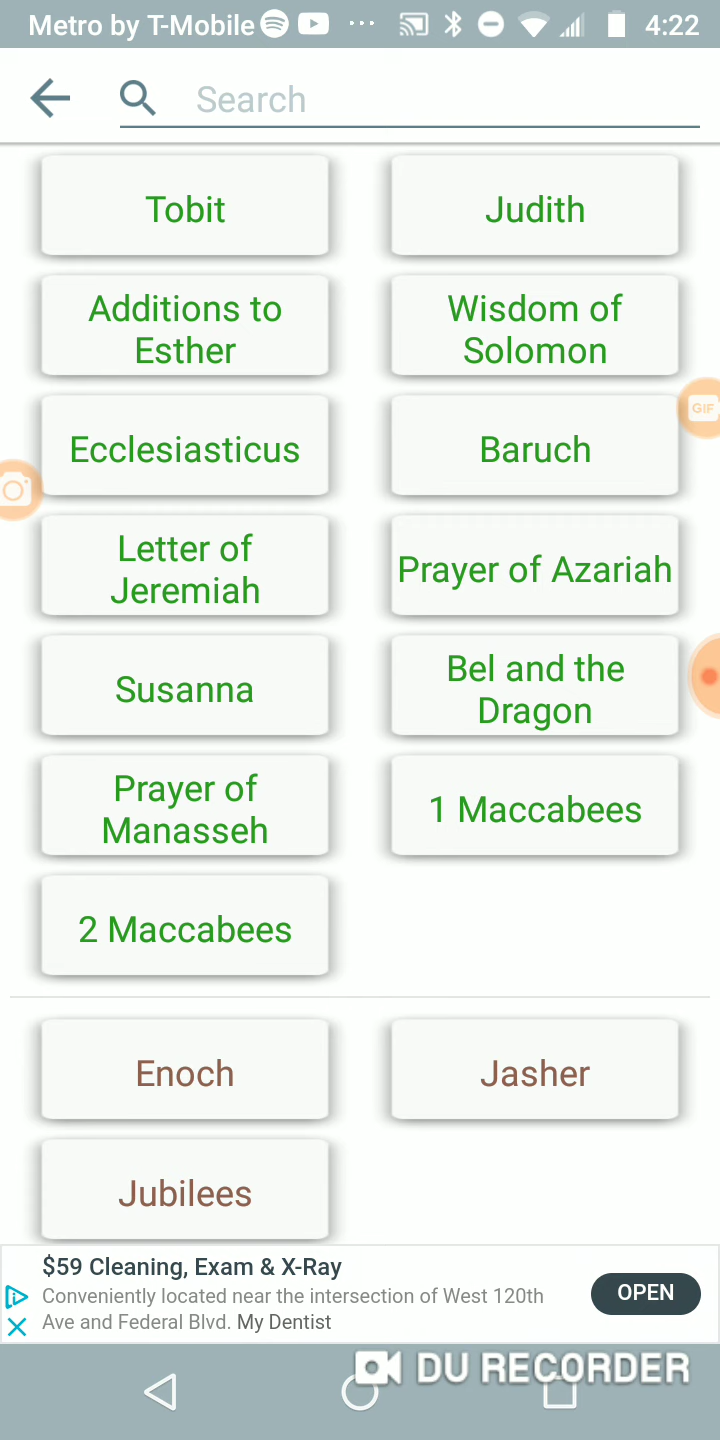 Metro by T-Mobile ... 4:22
Search
Tobit
Judith
Additions to
Esther
Wisdom of
Solomon
Ecclesiasticus
Baruch
GIF
Letter of
Jeremiah
Prayer of Azariah
Susanna
Bel and the
Dragon
Prayer of
Manasseh
1 Maccabees
2 Maccabees
Enoch
Jasher
Jubilees
$59 Cleaning, Exam & X-Ray
Conveniently located near the intersection of West 120th
Ave and Federal Blvd. My Dentist
OPEN
DU RECORDER